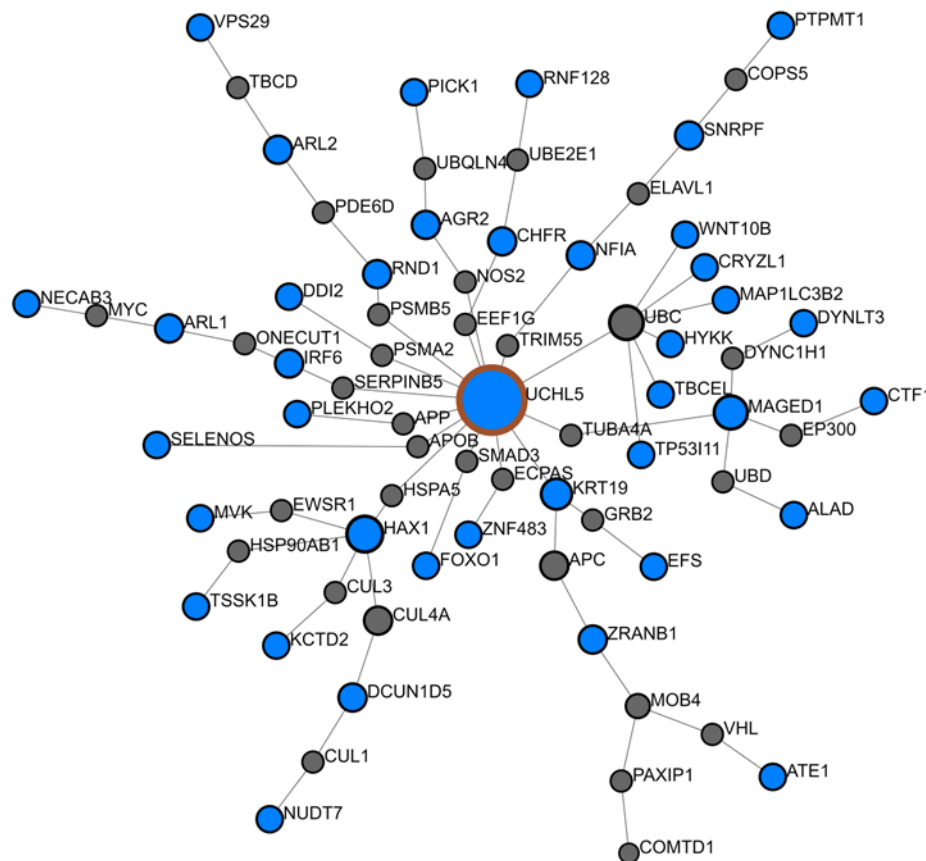 VPS29
PTPMT1
TBCD
PICK1
RNF128
COPS5
ARL2
SNRPF
UBQLN4
UBE2E1
PDE6D
ELAVL1
AGR2
CHFR
NFIA
WNT10B
RND1
NOS2
CRYZL1
NECAB3
DDI2
MAP1LC3B2
MYC
PSMB5
ARL1
EEF1G
UBC
DYNLT3
ONECUT1
PSMA2
TRIM55
HYKK
DYNC1H1
IRF6
SERPINB5
UCHL5
TBCEL
CTF1
PLEKHO2
APP
MAGED1
SELENOS
APOB
TUBA4A
EP300
SMAD3
TP53I11
HSPA5
ECPAS
KRT19
UBD
MVK
EWSR1
HAX1
ZNF483
GRB2
ALAD
HSP90AB1
FOXO1
APC
EFS
TSSK1B
CUL3
CUL4A
KCTD2
ZRANB1
DCUN1D5
MOB4
VHL
CUL1
PAXIP1
ATE1
NUDT7
COMTD1